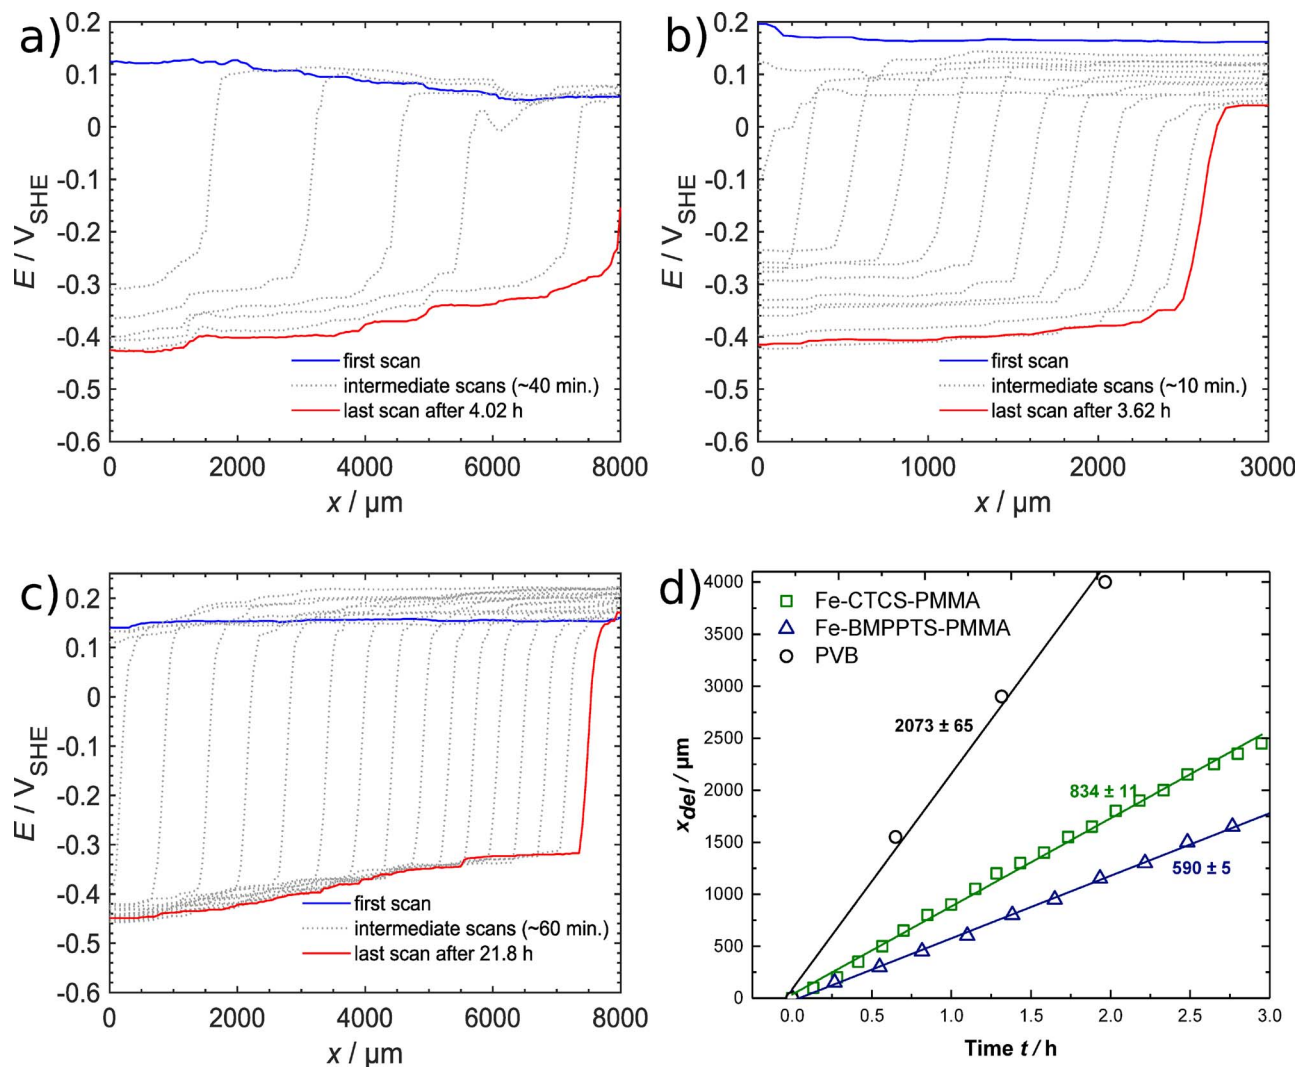 a)
0.2
0.1
0
-0.1
-0.2
-0.3
-0.4
-0.5
-0.6
E / V_SHE
first scan
intermediate scans (~40 min.)
last scan after 4.02 h
0 2000 4000 6000 8000
x / µm
b)
0.2
0.1
0
-0.1
-0.2
-0.3
-0.4
-0.5
-0.6
E / V_SHE
first scan
intermediate scans (~10 min.)
last scan after 3.62 h
0 1000 2000 3000
x / µm
c)
0.2
0.1
0
-0.1
-0.2
-0.3
-0.4
-0.5
-0.6
E / V_SHE
first scan
intermediate scans (~60 min.)
last scan after 21.8 h
0 2000 4000 6000 8000
x / µm
d)
4000
3500
3000
2500
2000
1500
1000
500
0
x_del / µm
Fe-CTCS-PMMA
Fe-BMPPTS-PMMA
PVB
2073 ± 65
834 ± 11
590 ± 5
0.0 0.5 1.0 1.5 2.0 2.5 3.0
Time t / h